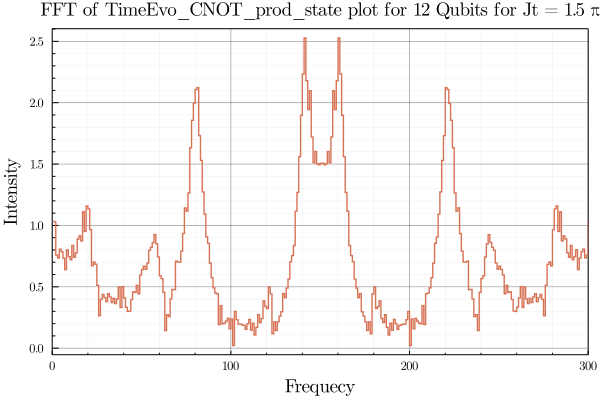 FFT of TimeEvo_CNOT_prod_state plot for 12 Qubits for Jt = 1.5 π
2.5
2.0
1.5
1.0
0.5
0.0
Intensity
0 100 200 300
Frequecy